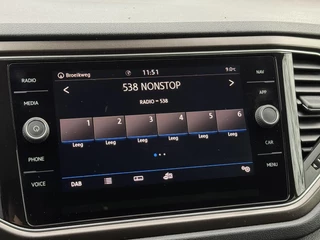 Broeikweg 11:51 9.0°C
RADIO
NAV
538 NONSTOP
MEDIA
APP
RADIO - 538
1 2 3 4 5 6
Leeg Leeg Leeg Leeg Leeg Leeg
PHONE
CAR
VOICE
MENU
DAB